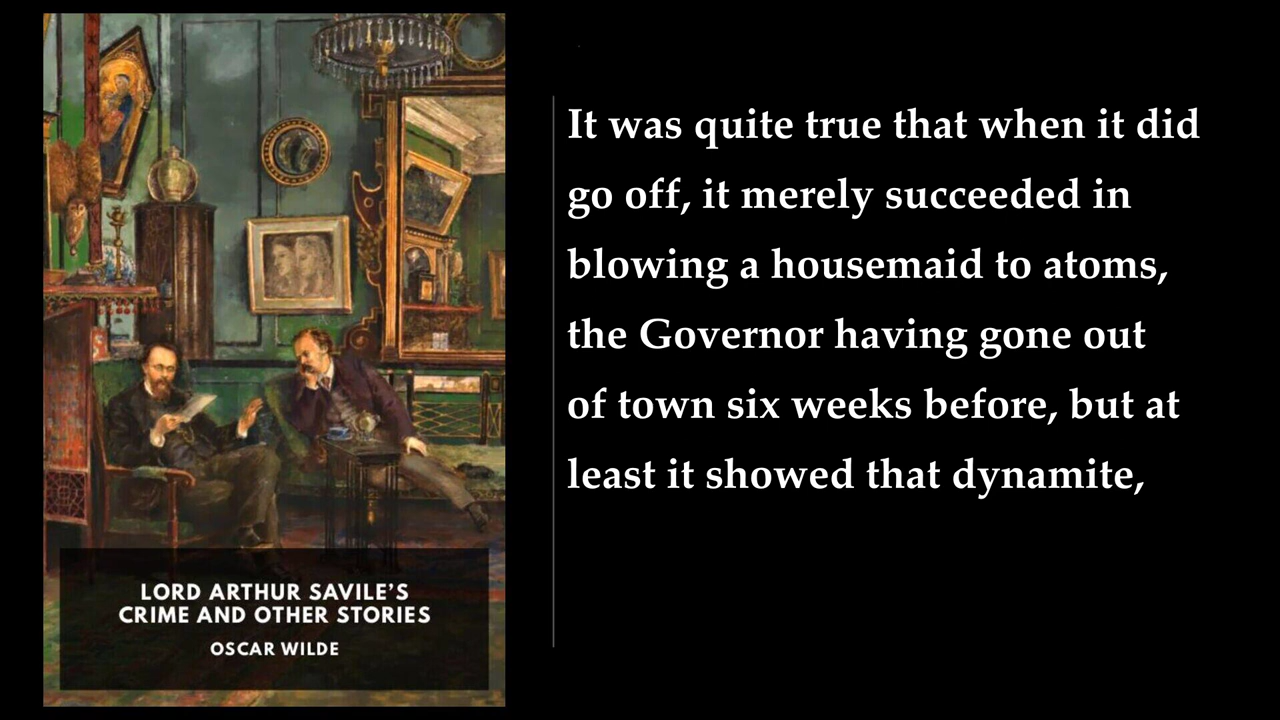 LORD ARTHUR SAVILE’S
CRIME AND OTHER STORIES
OSCAR WILDE
It was quite true that when it did
go off, it merely succeeded in
blowing a housemaid to atoms,
the Governor having gone out
of town six weeks before, but at
least it showed that dynamite,